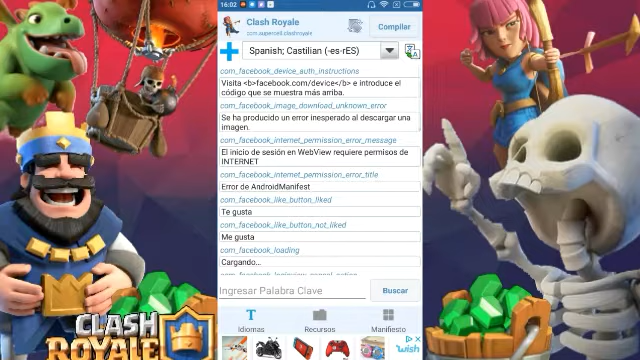 16:02
Clash Royale
com.supercell.clashroyale
Compilar
Spanish; Castilian (-es-rES)
com_facebook_device_auth_instructions
Visita <b>facebook.com/device</b> e introduce el
código que se muestra más arriba.
com_facebook_image_download_unknown_error
Se ha producido un error inesperado al descargar una
imagen.
com_facebook_internet_permission_error_message
El inicio de sesión en WebView requiere permisos de
INTERNET
com_facebook_internet_permission_error_title
Error de AndroidManifest
com_facebook_like_button_liked
Te gusta
com_facebook_like_button_not_liked
Me gusta
com_facebook_loading
Cargando...
Ingresar Palabra Clave
Buscar
T
Idiomas
Recursos
Manifiesto
wish
CLASH
ROYALE